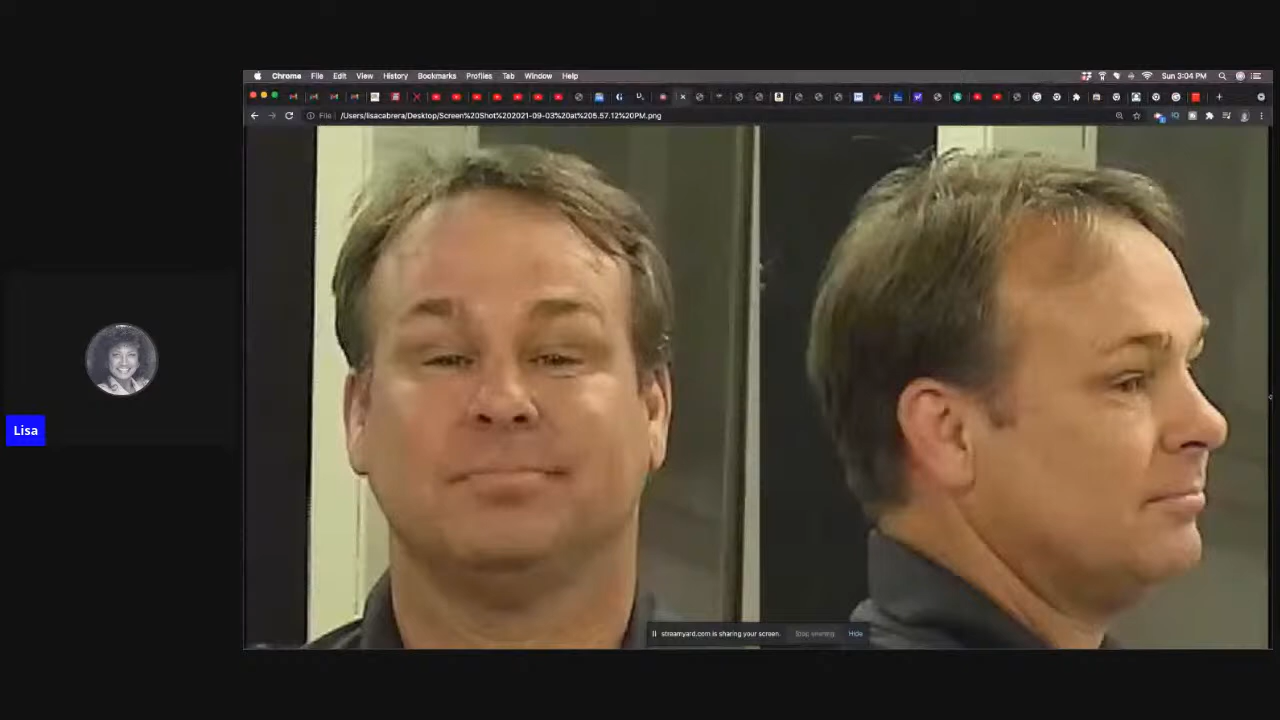 Chrome File Edit View History Bookmarks Profiles Tab Window Help
Sun 3:04 PM
File /Users/lisacabrera/Desktop/Screen%20Shot%202021-09-03%20at%205.57.12%20PM.png
Lisa
streamyard.com is sharing your screen.
Stop sharing
Hide